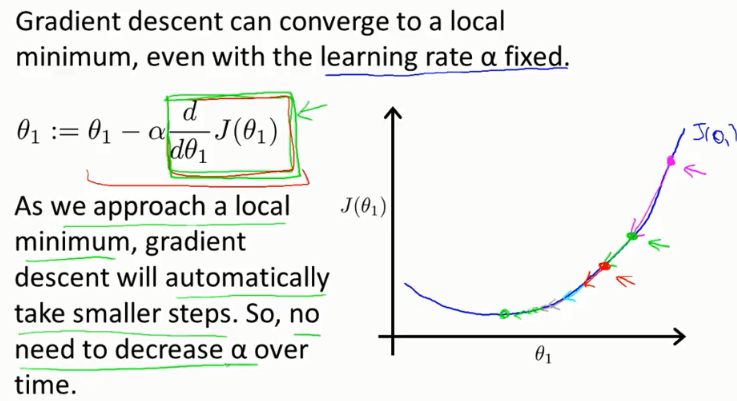 Gradient descent can converge to a local
minimum, even with the learning rate α fixed.
θ₁ := θ₁ − α d/dθ₁ J(θ₁)
As we approach a local
minimum, gradient
descent will automatically
take smaller steps. So, no
need to decrease α over
time.
J(θ₁)
J(θ₁)
θ₁